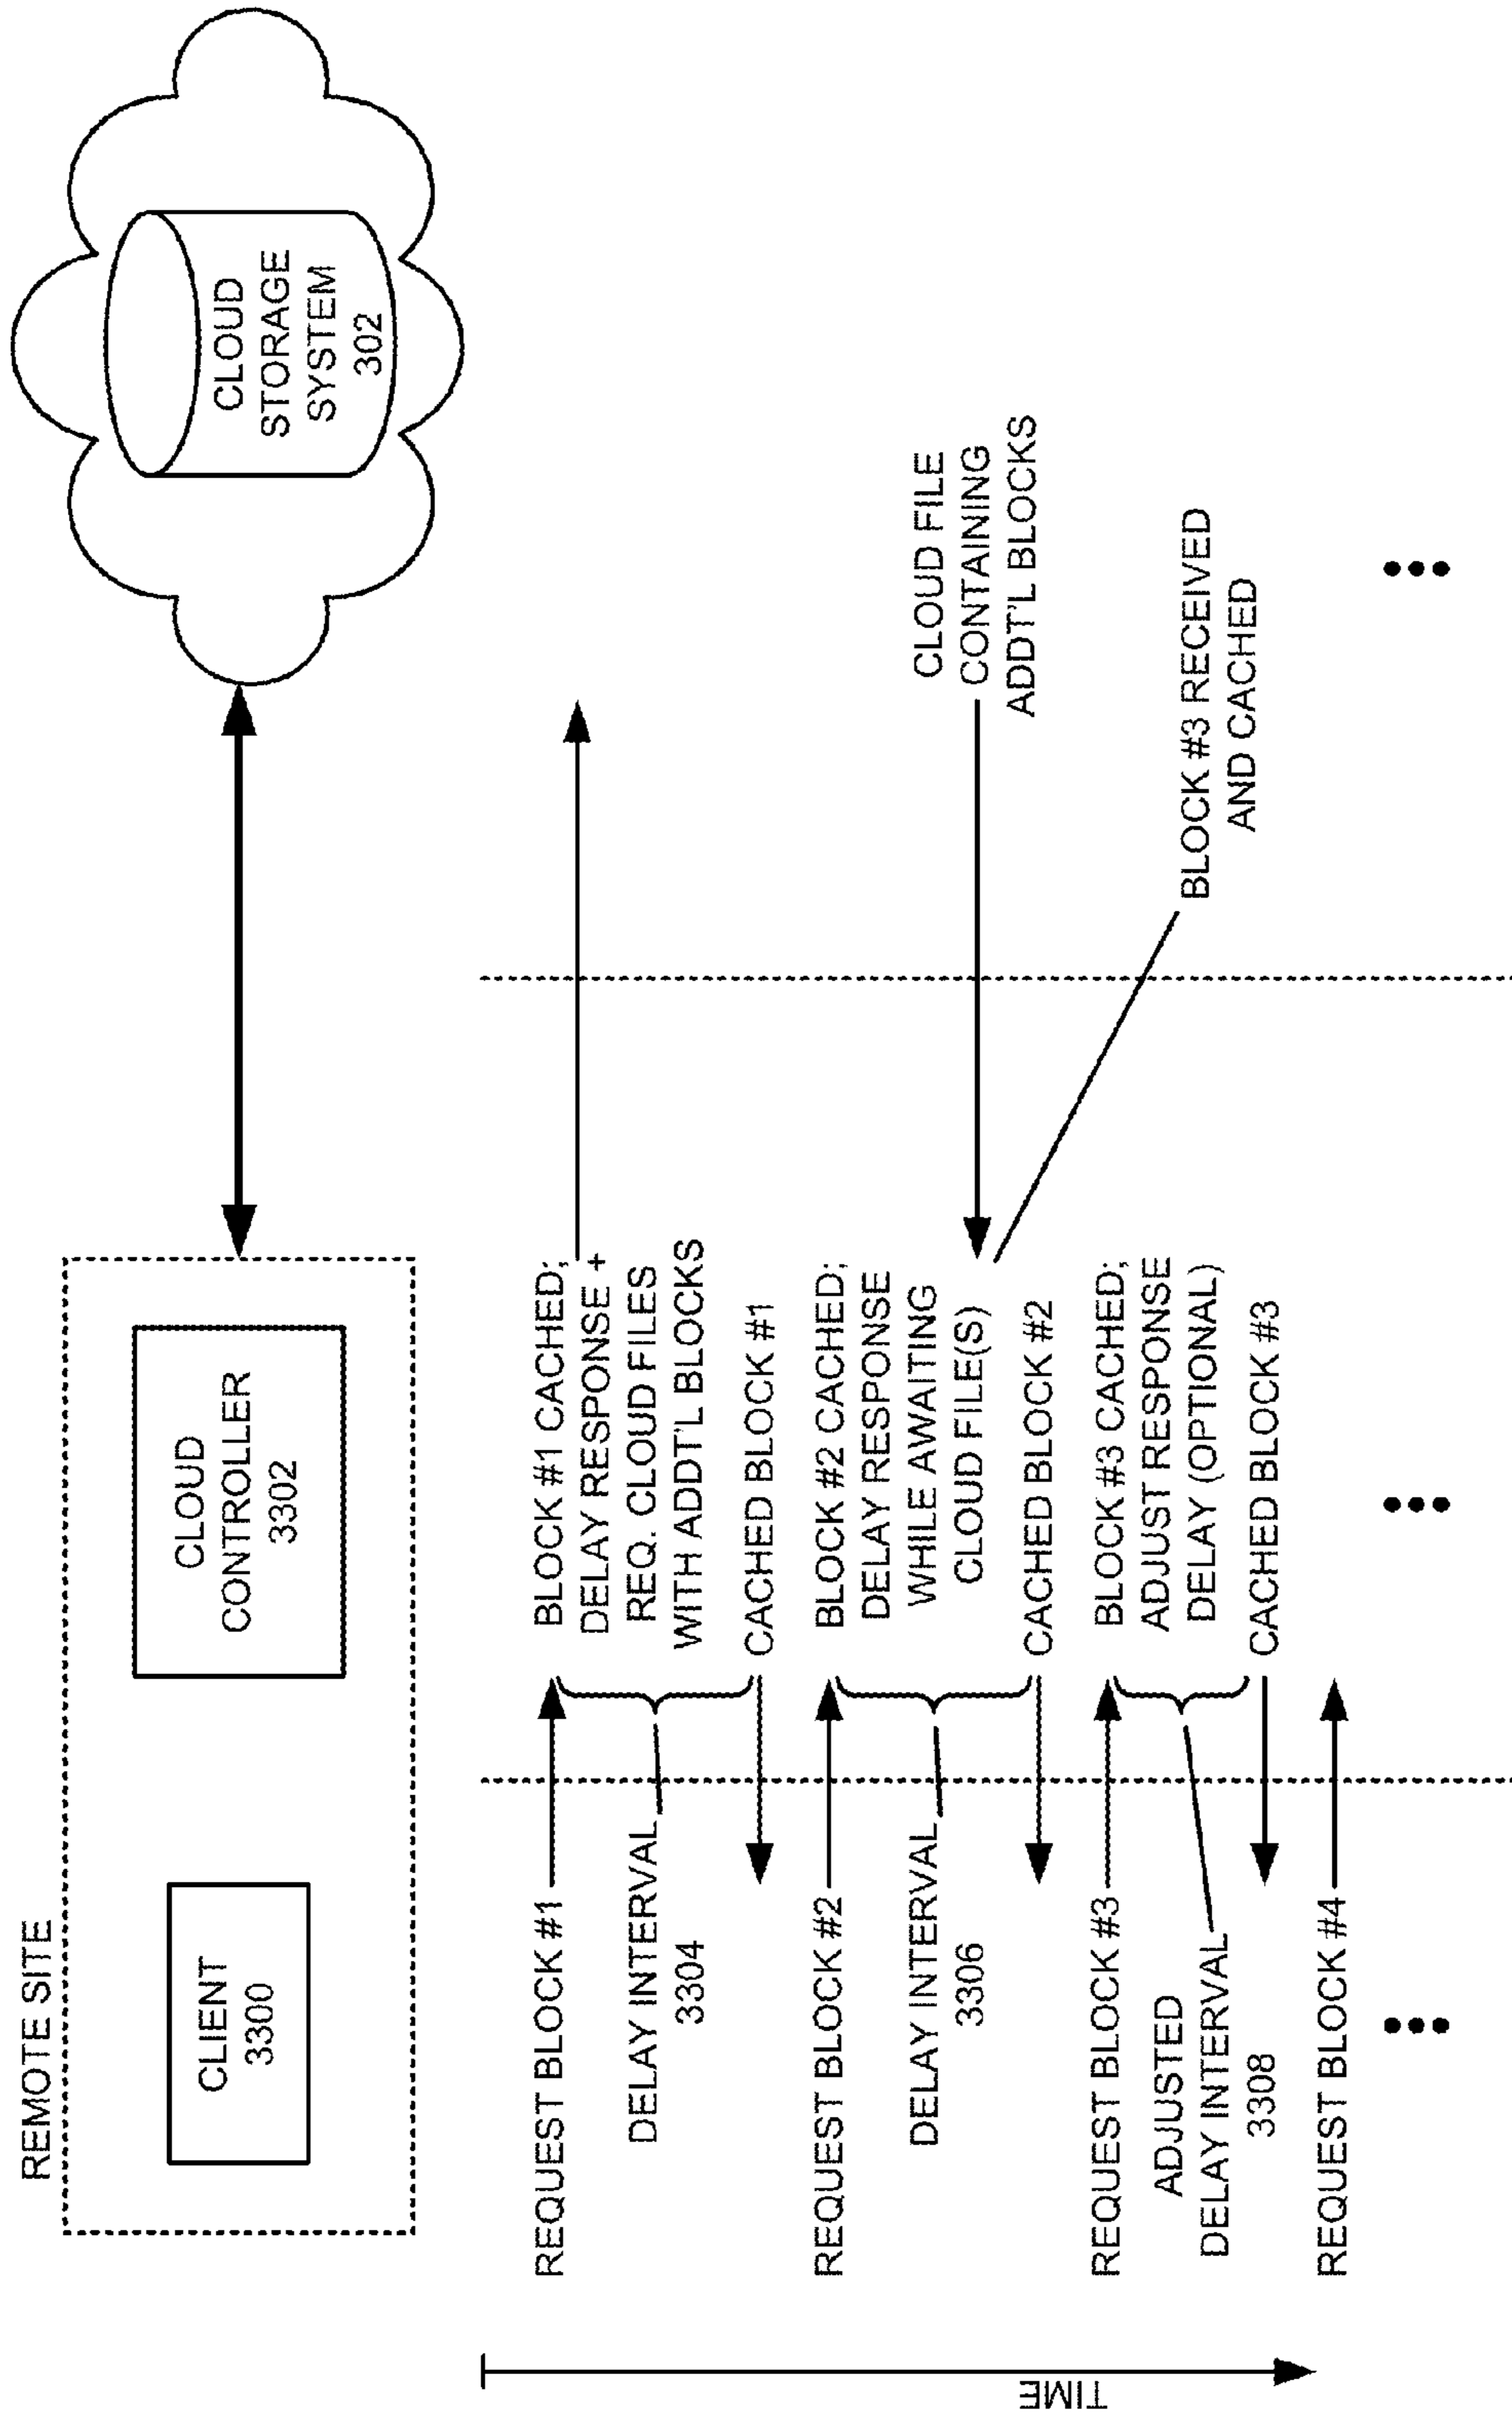 REMOTE SITE
CLIENT
3300
CLOUD
CONTROLLER
3302
CLOUD
STORAGE
SYSTEM
302
TIME
REQUEST BLOCK #1
BLOCK #1 CACHED;
DELAY RESPONSE +
REQ. CLOUD FILES
WITH ADDT'L BLOCKS
DELAY INTERVAL
3304
CACHED BLOCK #1
REQUEST BLOCK #2
BLOCK #2 CACHED;
DELAY RESPONSE
WHILE AWAITING
CLOUD FILE(S)
DELAY INTERVAL
3306
CLOUD FILE
CONTAINING
ADDT'L BLOCKS
CACHED BLOCK #2
BLOCK #3 RECEIVED
AND CACHED
REQUEST BLOCK #3
BLOCK #3 CACHED;
ADJUST RESPONSE
DELAY (OPTIONAL)
ADJUSTED
DELAY INTERVAL
3308
CACHED BLOCK #3
REQUEST BLOCK #4